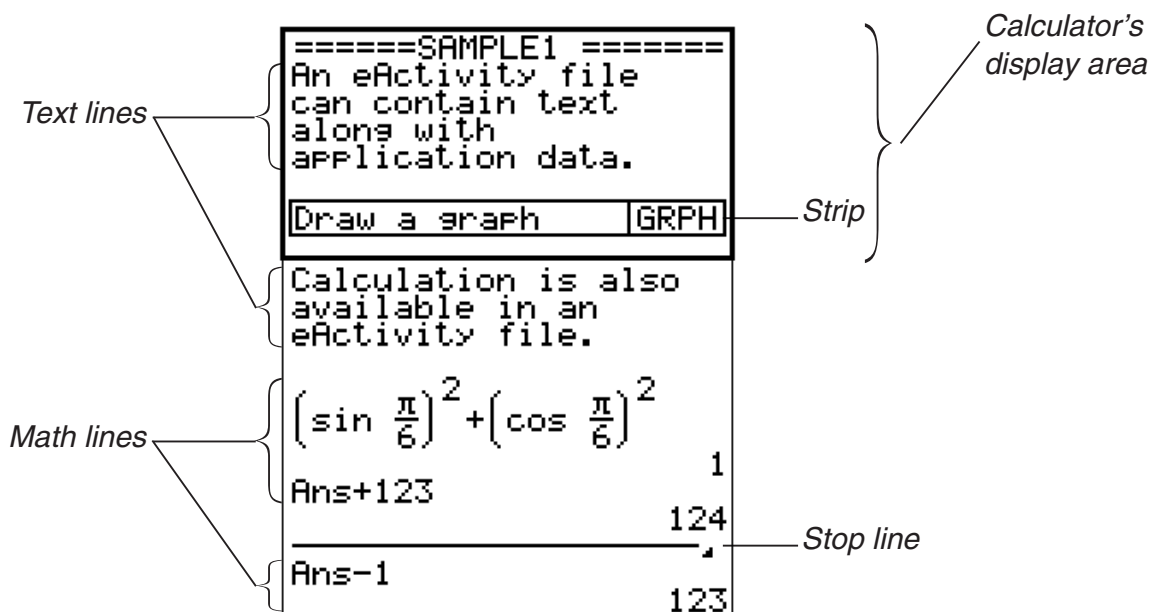 Calculator's
display area
======SAMPLE1 =======
An eActivity file
can contain text
along with
application data.
Text lines
Draw a graph GRPH
Strip
Calculation is also
available in an
eActivity file.
(sin π/6)²+(cos π/6)²
1
Math lines
Ans+123
124
Stop line
Ans−1
123